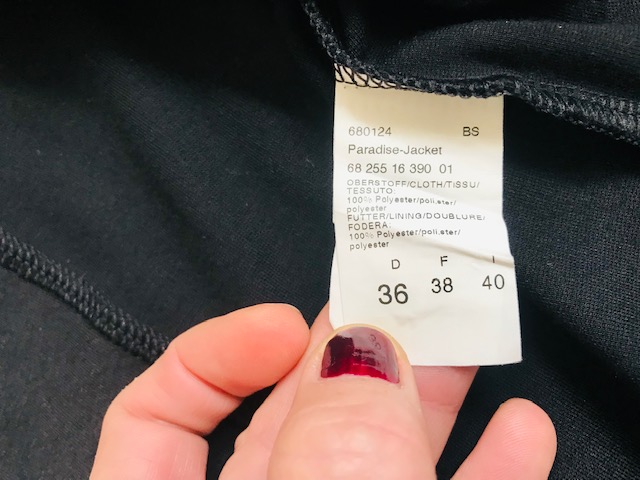 680124 BS
Paradise-Jacket
68 255 16 390 01
OBERSTOFF/CLOTH/TISSU/
TESSUTO:
100% Polyester/poli.ster/
polyester
FUTTER/LINING/DOUBLURE/
FODERA:
100% Polyester/poli.ster/
polyester
D F I
36 38 40